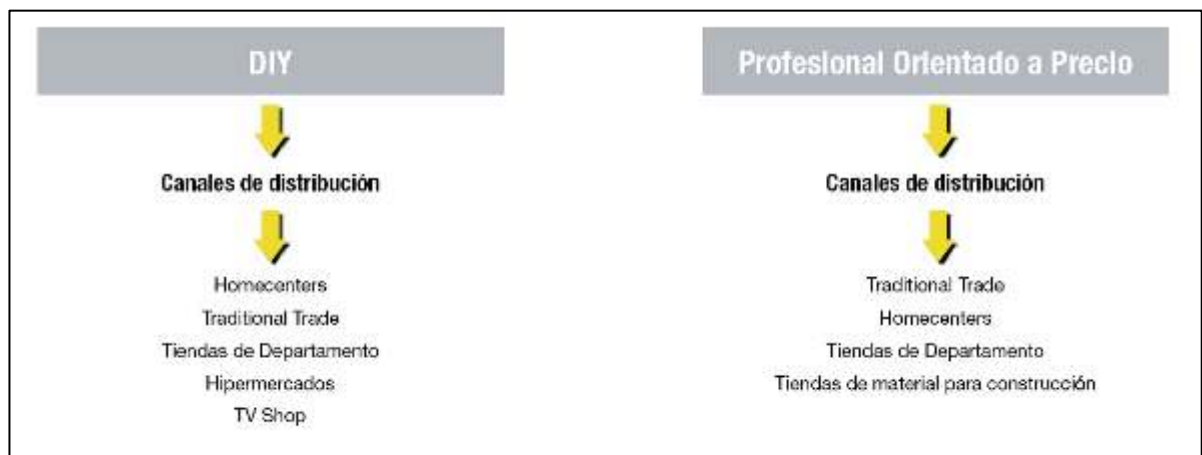 DIY
Canales de distribución
Homecenters
Traditional Trade
Tiendas de Departamento
Hipermercados
TV Shop
Profesional Orientado a Precio
Canales de distribución
Traditional Trade
Homecenters
Tiendas de Departamento
Tiendas de material para construcción